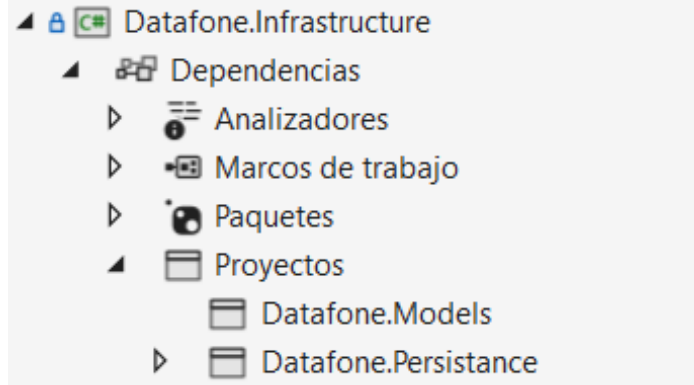 C# Datafone.Infrastructure
Dependencias
Analizadores
Marcos de trabajo
Paquetes
Proyectos
Datafone.Models
Datafone.Persistance